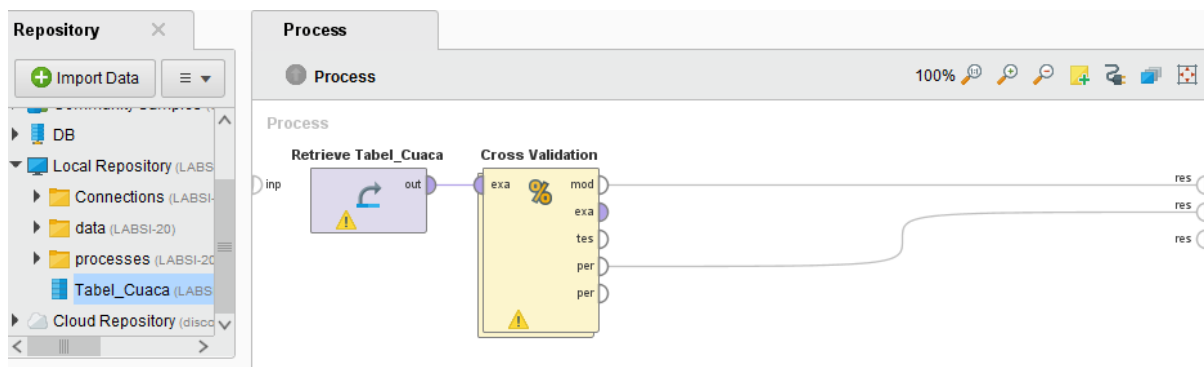 Repository
Import Data
DB
Local Repository (LABS
Connections (LABSI-
data (LABSI-20)
processes (LABSI-20
Tabel_Cuaca (LABS
Cloud Repository (disco
Process
Process
100%
Process
Retrieve Tabel_Cuaca
Cross Validation
inp
out
exa
%
mod
exa
tes
per
per
res
res
res